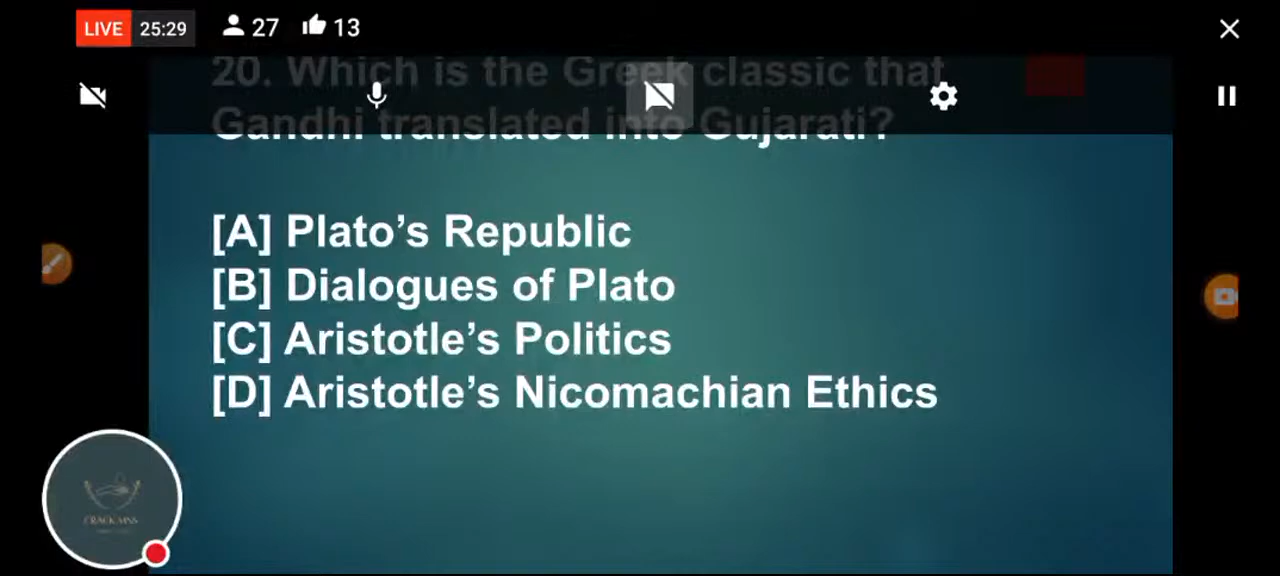 LIVE 25:29 27 13
20. Which is the Greek classic that
Gandhi translated into Gujarati?
[A] Plato’s Republic
[B] Dialogues of Plato
[C] Aristotle’s Politics
[D] Aristotle’s Nicomachian Ethics